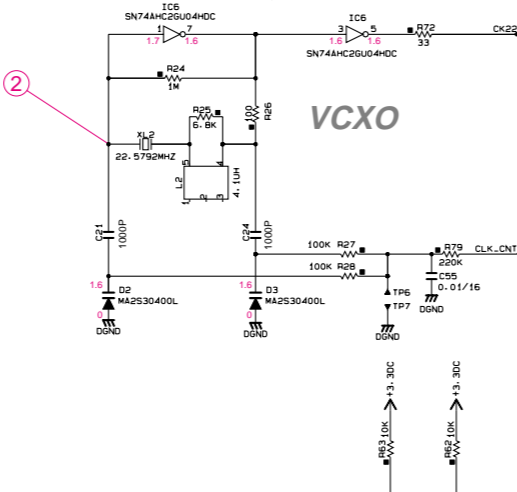 IC6
SN74AHC2GU04HDC
1 7
1.7 1.6
IC6
3 5
1.6 1.6
SN74AHC2GU04HDC
R72
33
CK22
2
R24
1M
R25
6.8K
100
R26
VCXO
XL2
22.5792MHZ
L2
5 4
1 2 3
4.1UH
C21
1000P
C24
1000P
100K R27
100K R28
R79
220K
CLK_CNT
C55
0.01/16
DGND
TP6
TP7
DGND
1.6
D2
MA2S30400L
0
DGND
1.6
D3
MA2S30400L
0
DGND
+3.3DC
R63 10K
+3.3DC
R62 10K